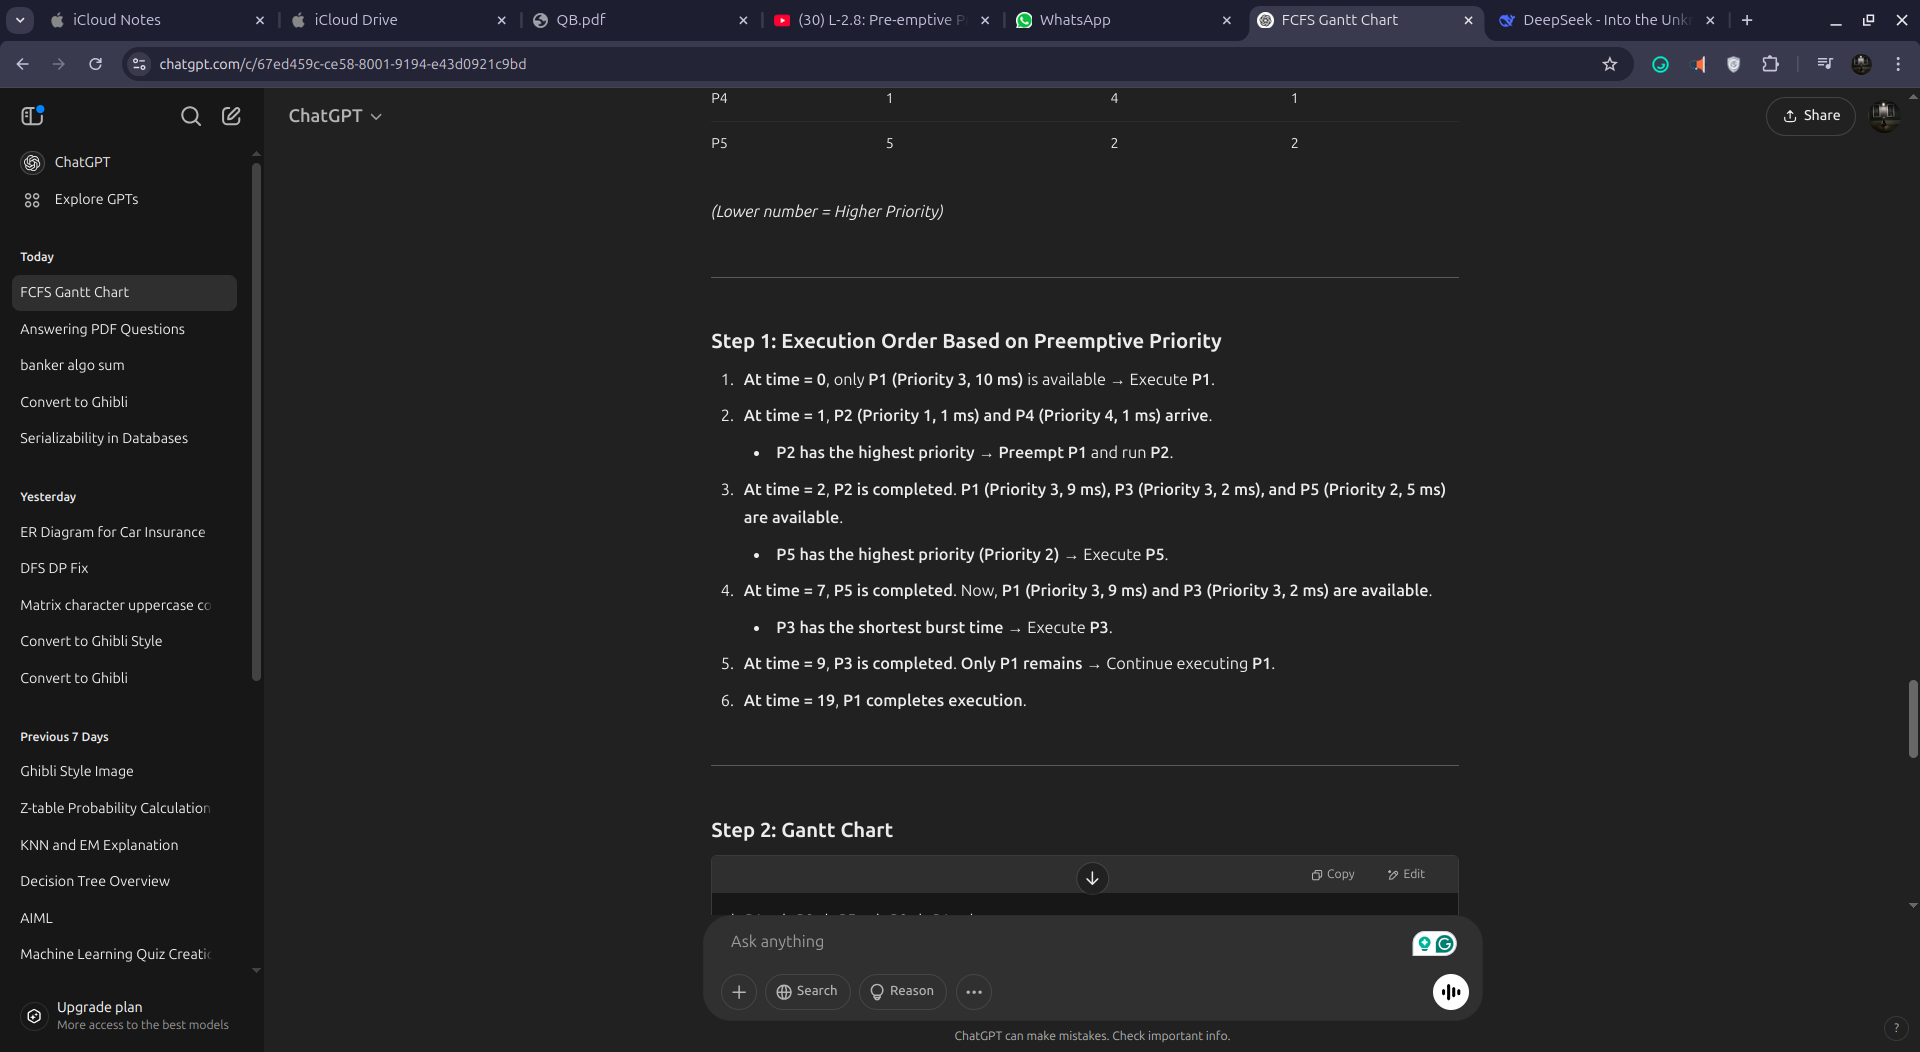 iCloud Notes
iCloud Drive
QB.pdf
(30) L-2.8: Pre-emptive P
WhatsApp
FCFS Gantt Chart
DeepSeek - Into the Unk
chatgpt.com/c/67ed459c-ce58-8001-9194-e43d0921c9bd
ChatGPT
Share
ChatGPT
Explore GPTs
Today
FCFS Gantt Chart
Answering PDF Questions
banker algo sum
Convert to Ghibli
Serializability in Databases
Yesterday
ER Diagram for Car Insurance
DFS DP Fix
Matrix character uppercase co
Convert to Ghibli Style
Convert to Ghibli
Previous 7 Days
Ghibli Style Image
Z-table Probability Calculation
KNN and EM Explanation
Decision Tree Overview
AIML
Machine Learning Quiz Creatic
Upgrade plan
More access to the best models
P4 1 4 1
P5 5 2 2
(Lower number = Higher Priority)
Step 1: Execution Order Based on Preemptive Priority
1. At time = 0, only P1 (Priority 3, 10 ms) is available → Execute P1.
2. At time = 1, P2 (Priority 1, 1 ms) and P4 (Priority 4, 1 ms) arrive.
• P2 has the highest priority → Preempt P1 and run P2.
3. At time = 2, P2 is completed. P1 (Priority 3, 9 ms), P3 (Priority 3, 2 ms), and P5 (Priority 2, 5 ms)
are available.
• P5 has the highest priority (Priority 2) → Execute P5.
4. At time = 7, P5 is completed. Now, P1 (Priority 3, 9 ms) and P3 (Priority 3, 2 ms) are available.
• P3 has the shortest burst time → Execute P3.
5. At time = 9, P3 is completed. Only P1 remains → Continue executing P1.
6. At time = 19, P1 completes execution.
Step 2: Gantt Chart
Copy
Edit
Ask anything
Search
Reason
ChatGPT can make mistakes. Check important info.
?